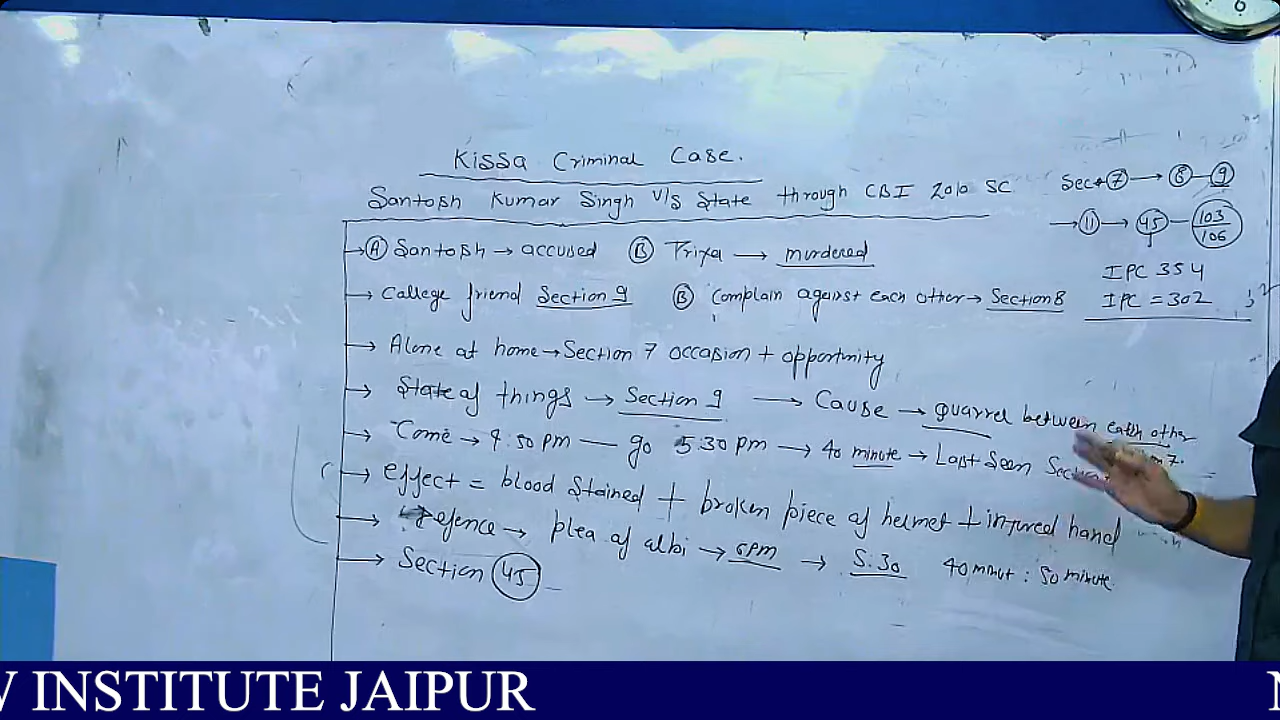 6
Kissa Criminal Case.
Santosh Kumar Singh V/S State through CBI 2010 SC
Sec → 7 → 8 - 9
→ 11 → 45 - 103/106
IPC 354
IPC = 302
→ A Santosh → accused B Priya → murdered
→ College friend Section 9 B Complain against each other → Section 8
→ Alone at home → Section 7 occasion + opportunity
→ State of things → Section 9 → Cause → quarrel between each other
→ Come → 4:50 pm — go 5:30 pm → 40 minute → Last Seen
→ effect = blood Stained + broken piece of helmet + injured hand
→ Defence → plea of albi → 6PM → 5:30 40 minut : 50 minute.
→ Section 45
INSTITUTE JAIPUR